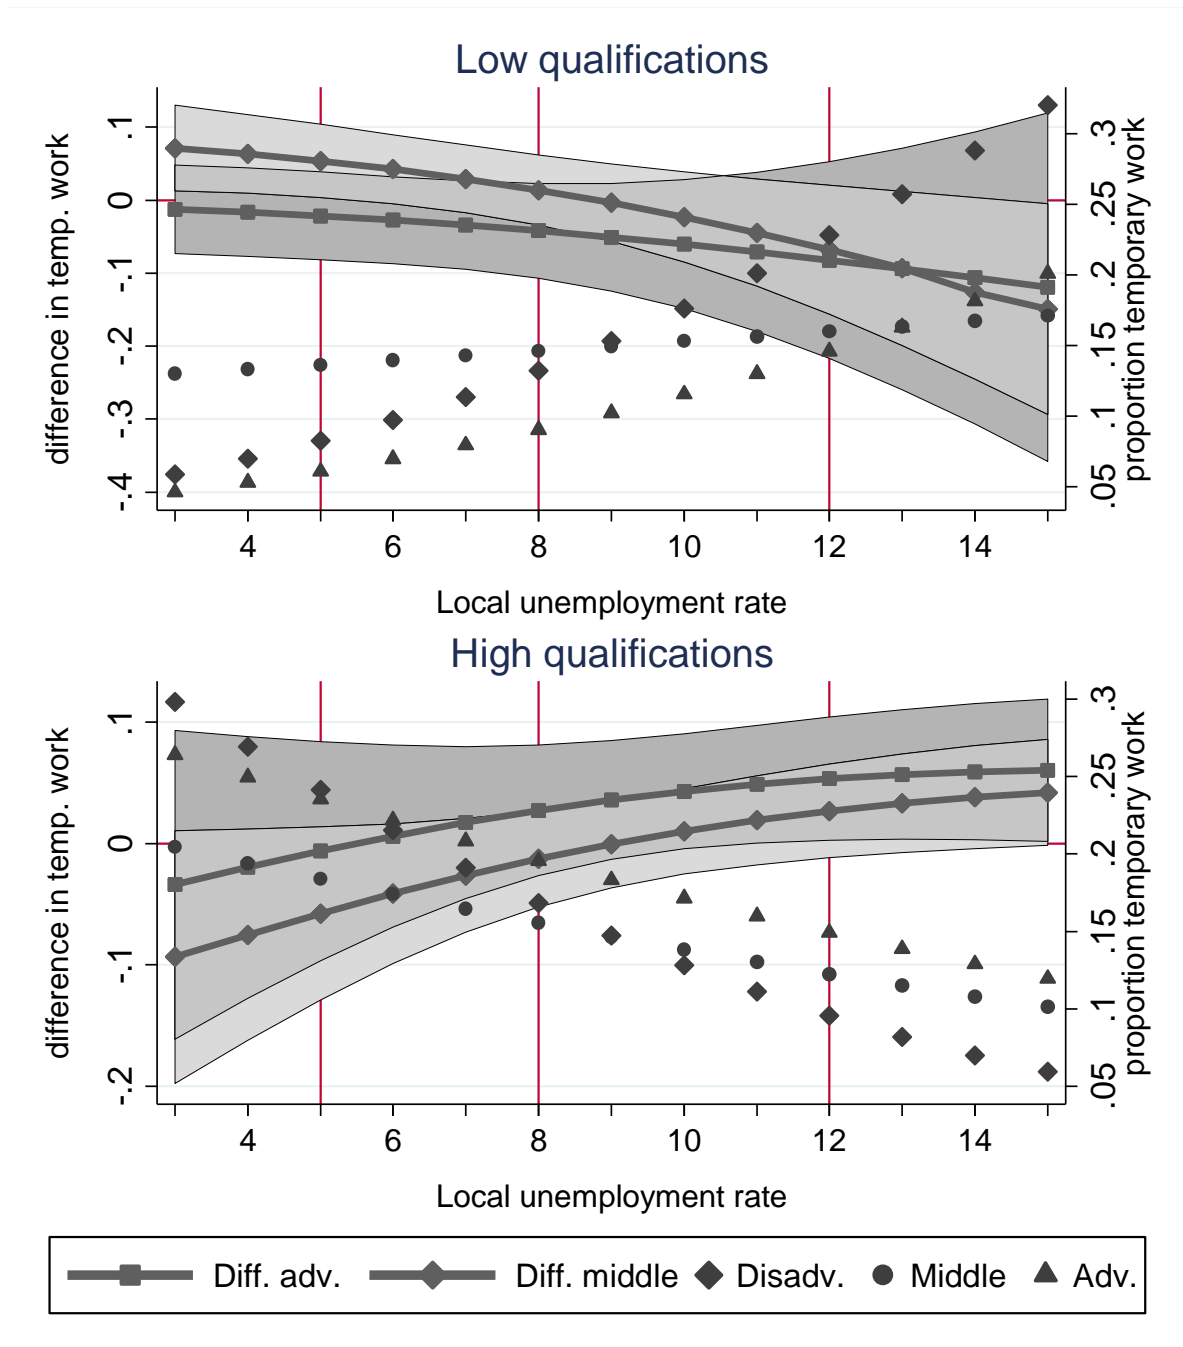 Low qualifications
difference in temp. work
.1
0
-.1
-.2
-.3
-.4
proportion temporary work
.3
.25
.2
.15
.1
.05
4 6 8 10 12 14
Local unemployment rate
High qualifications
difference in temp. work
.1
0
-.1
-.2
proportion temporary work
.3
.25
.2
.15
.1
.05
4 6 8 10 12 14
Local unemployment rate
Diff. adv. Diff. middle Disadv. Middle Adv.